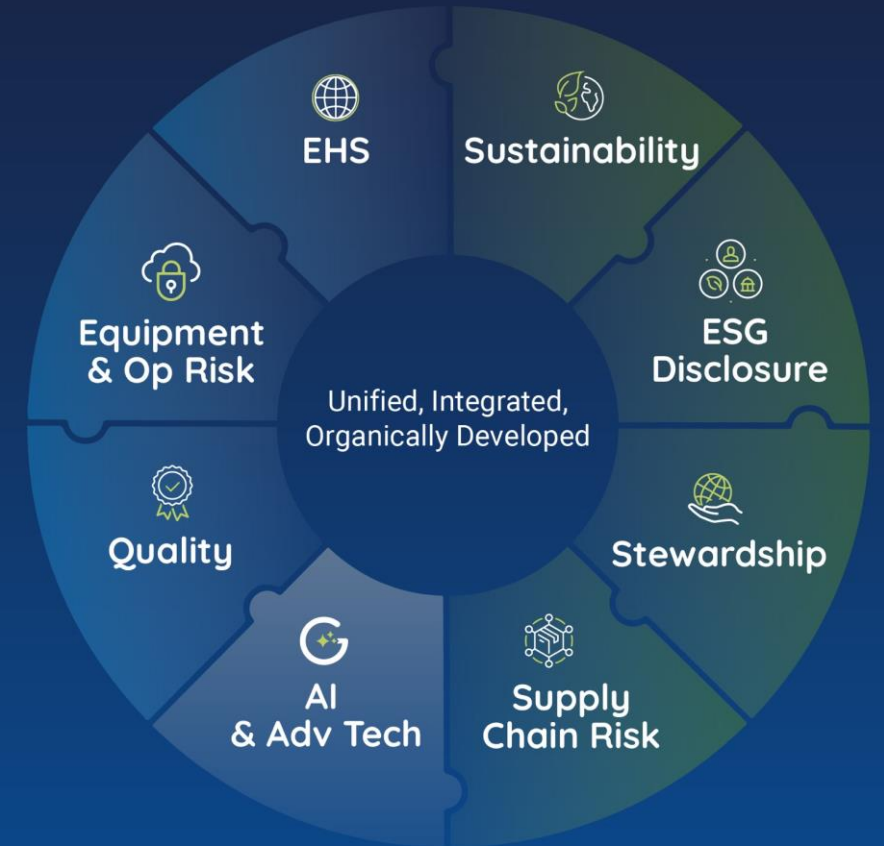 EHS
Sustainability
Equipment
& Op Risk
ESG
Disclosure
Unified, Integrated,
Organically Developed
Quality
Stewardship
AI
& Adv Tech
Supply
Chain Risk